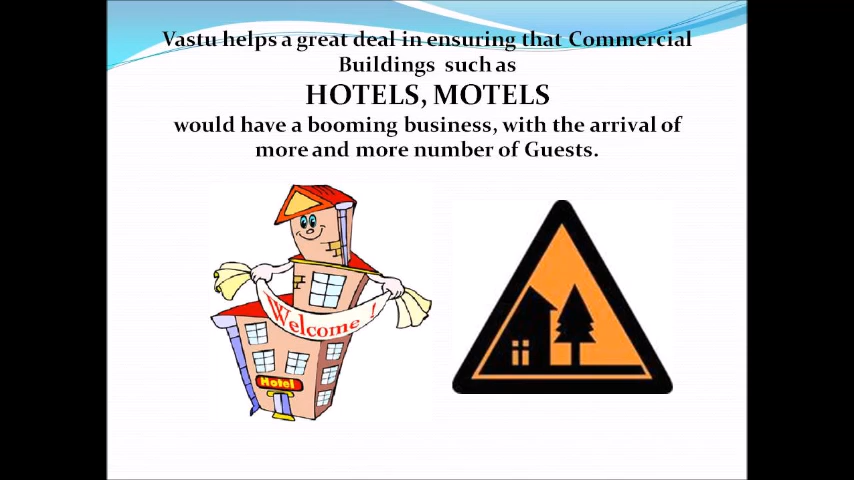 Vastu helps a great deal in ensuring that Commercial
Buildings such as
HOTELS, MOTELS
would have a booming business, with the arrival of
more and more number of Guests.
Welcome !
Hotel